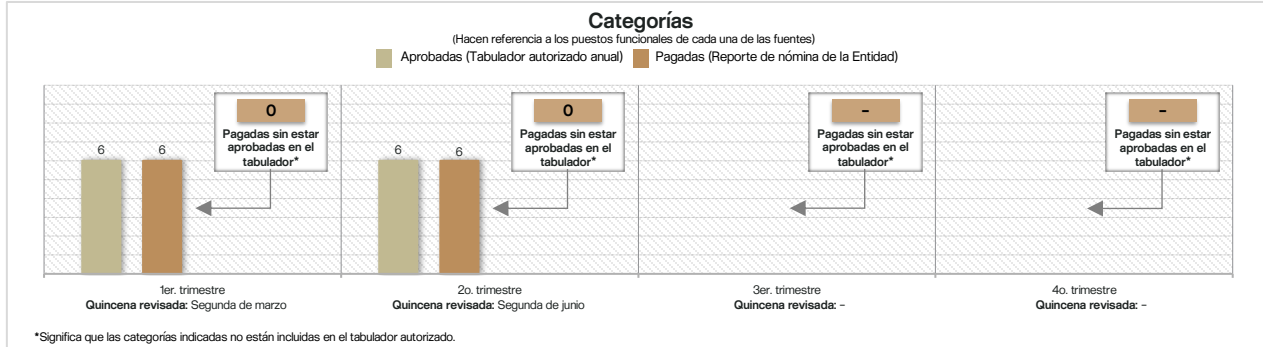 Categorías
(Hacen referencia a los puestos funcionales de cada una de las fuentes)
Aprobadas (Tabulador autorizado anual) Pagadas (Reporte de nómina de la Entidad)
0
Pagadas sin estar
aprobadas en el
tabulador*
6 6
0
Pagadas sin estar
aprobadas en el
tabulador*
6 6
-
Pagadas sin estar
aprobadas en el
tabulador*
-
Pagadas sin estar
aprobadas en el
tabulador*
1er. trimestre
Quincena revisada: Segunda de marzo
2o. trimestre
Quincena revisada: Segunda de junio
3er. trimestre
Quincena revisada: -
4o. trimestre
Quincena revisada: -
*Significa que las categorías indicadas no están incluidas en el tabulador autorizado.